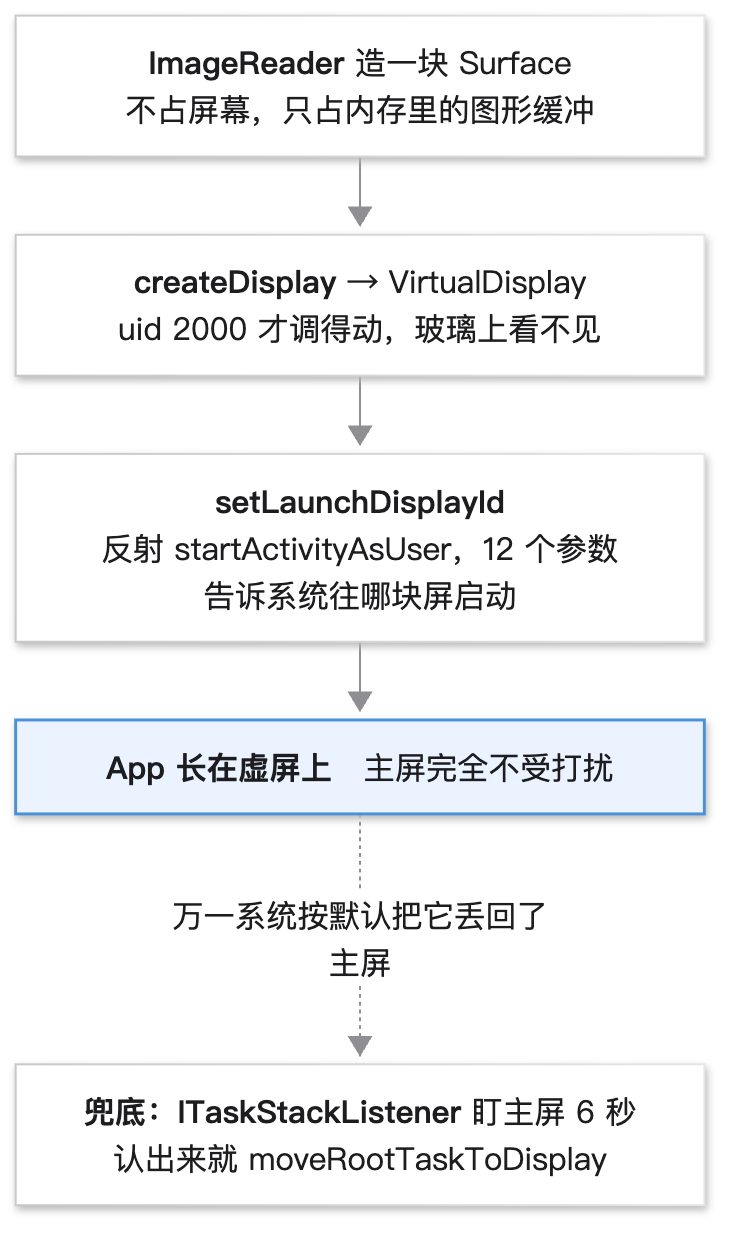 ImageReader 造一块 Surface
不占屏幕，只占内存里的图形缓冲
createDisplay → VirtualDisplay
uid 2000 才调得动，玻璃上看不见
setLaunchDisplayId
反射 startActivityAsUser，12 个参数
告诉系统往哪块屏启动
App 长在虚屏上　主屏完全不受打扰
万一系统按默认把它丢回了
主屏
兜底：ITaskStackListener 盯主屏 6 秒
认出来就 moveRootTaskToDisplay